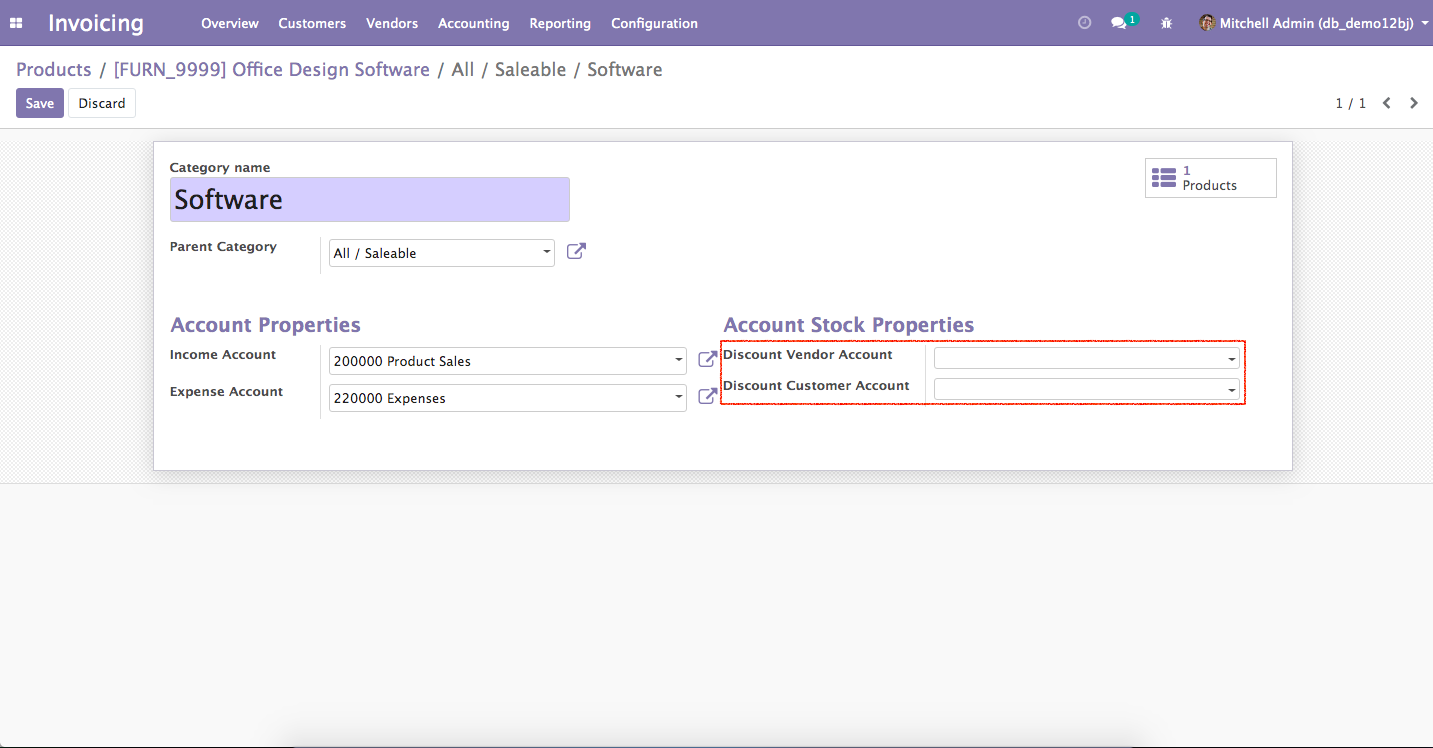 Invoicing Overview Customers Vendors Accounting Reporting Configuration 1 Mitchell Admin (db_demo12bj)
Products / [FURN_9999] Office Design Software / All / Saleable / Software
Save Discard 1 / 1
Category name
1
Products
Software
Parent Category All / Saleable
Account Properties Account Stock Properties
Income Account 200000 Product Sales Discount Vendor Account
Expense Account 220000 Expenses Discount Customer Account